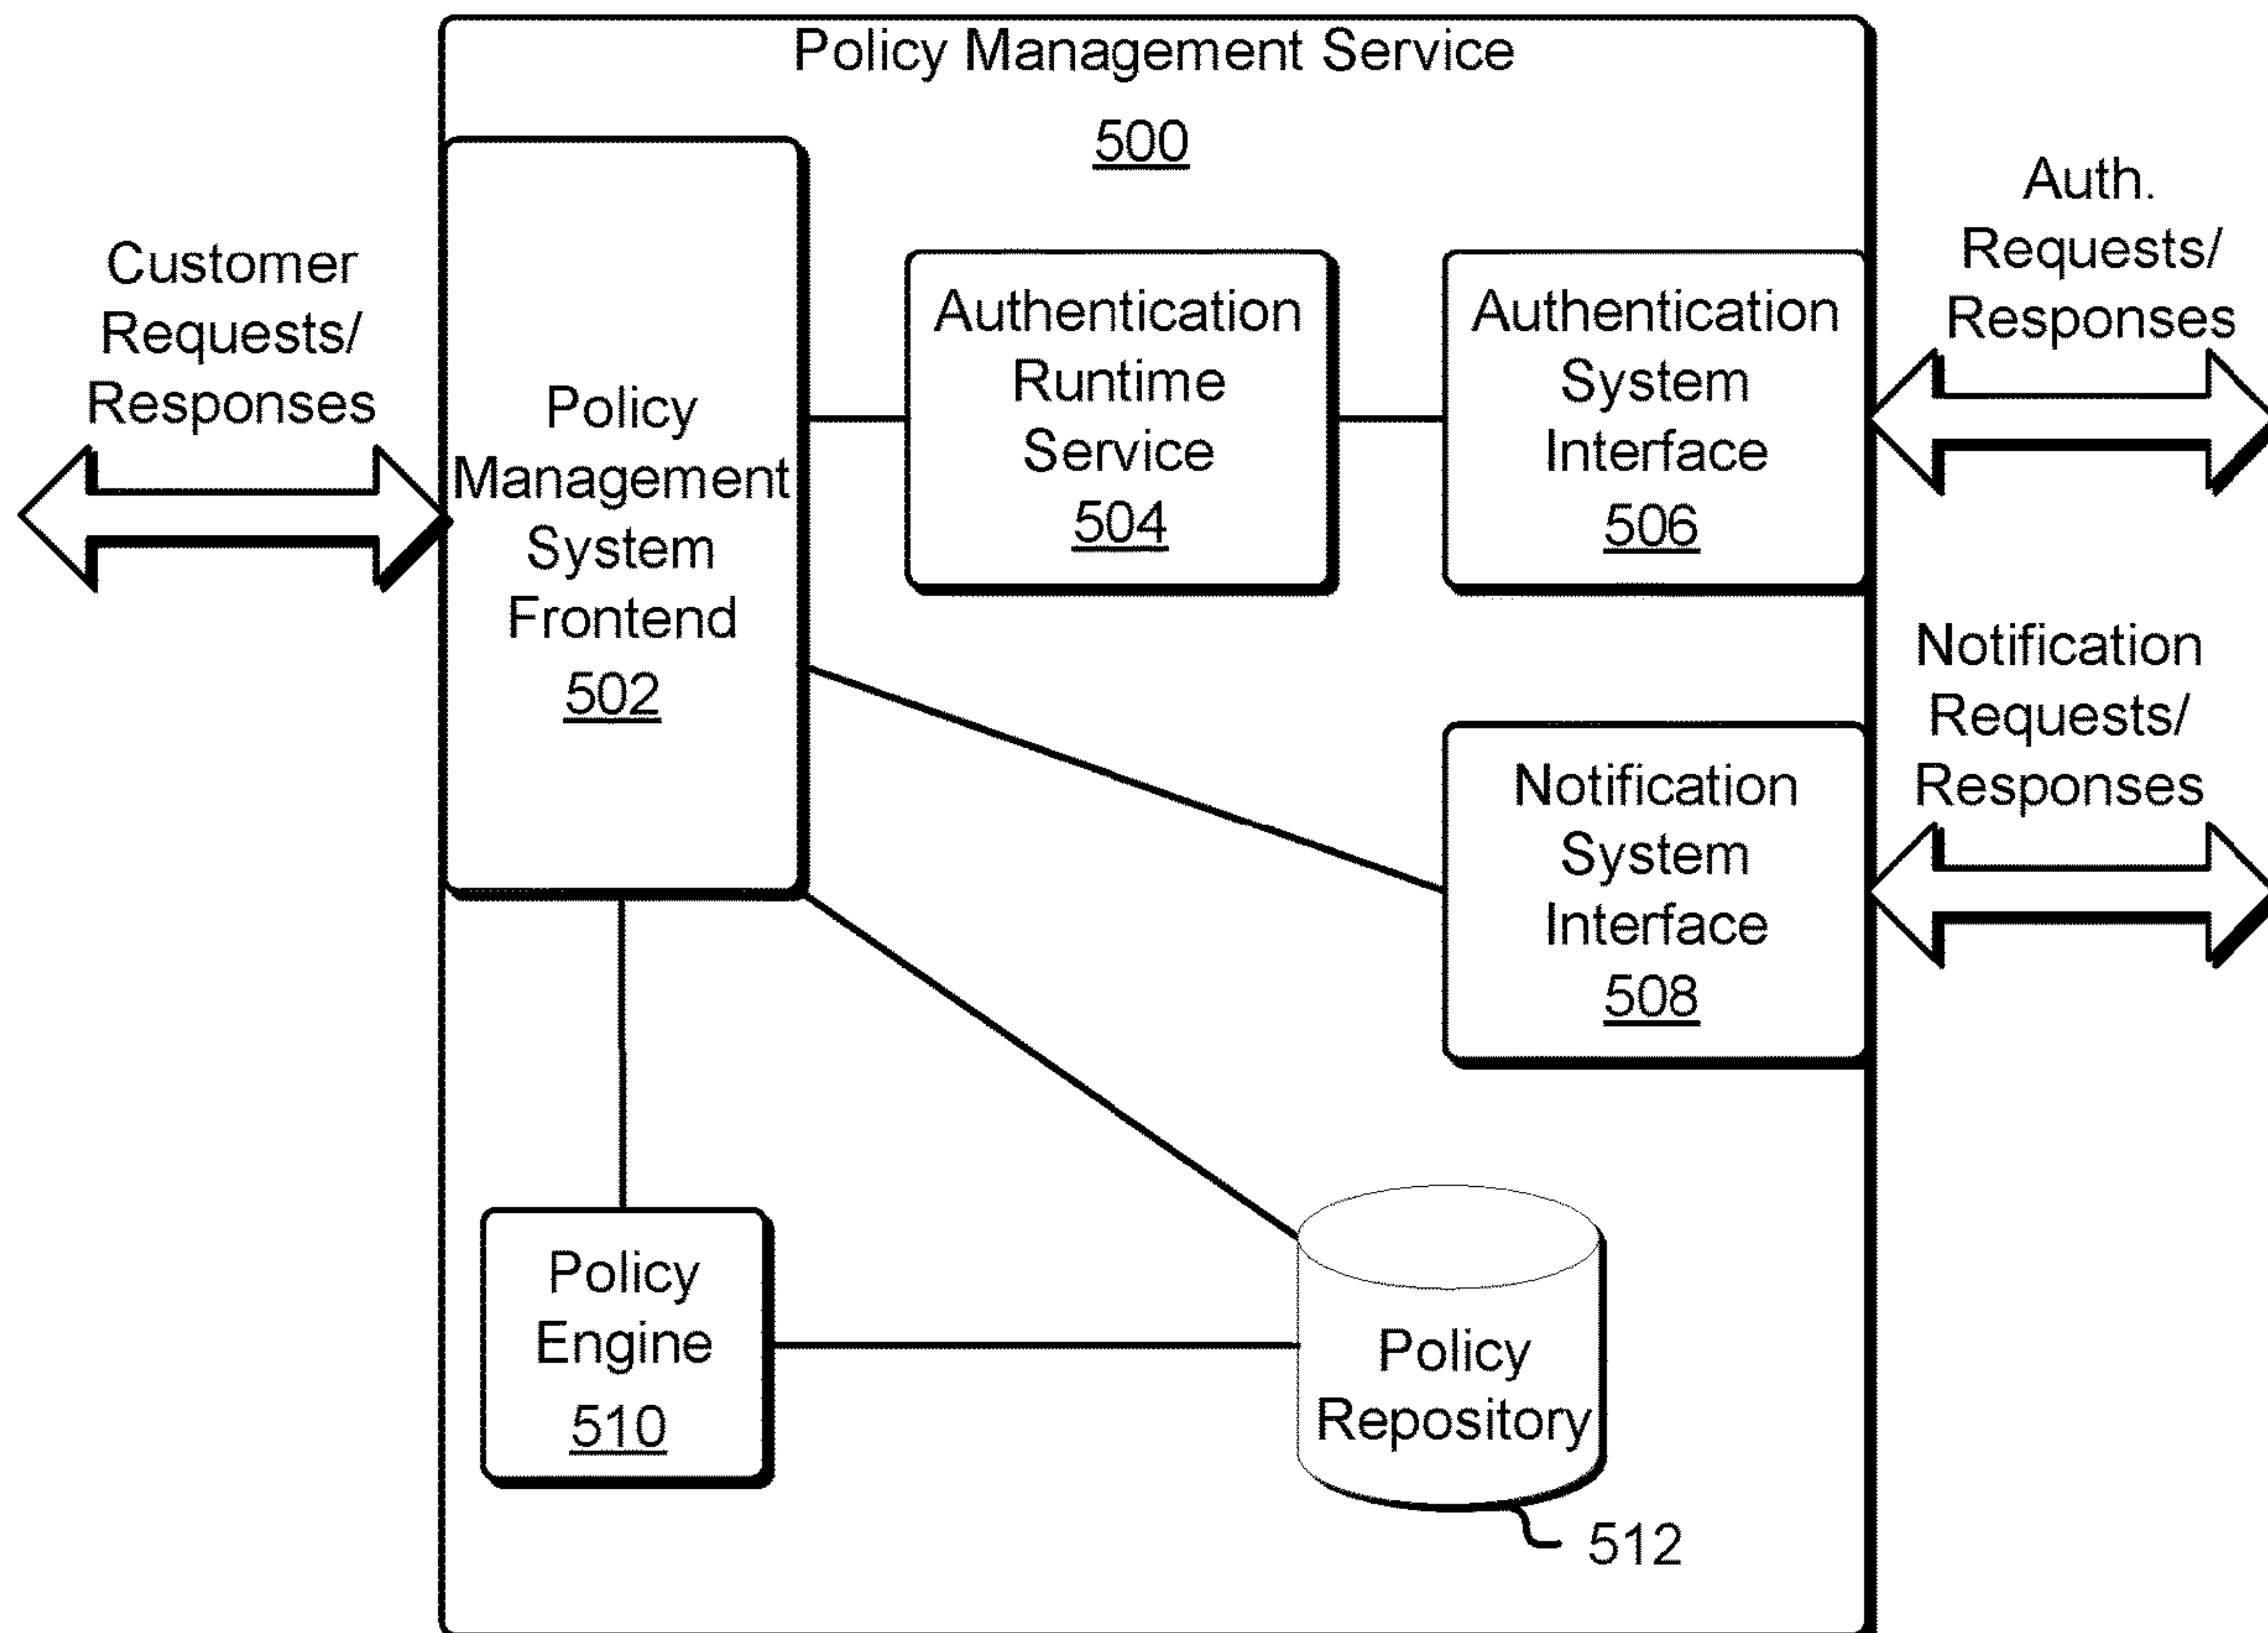 Policy Management Service
500
Customer
Requests/
Responses
Policy
Management
System
Frontend
502
Authentication
Runtime
Service
504
Authentication
System
Interface
506
Auth.
Requests/
Responses
Notification
System
Interface
508
Notification
Requests/
Responses
Policy
Engine
510
Policy
Repository
512